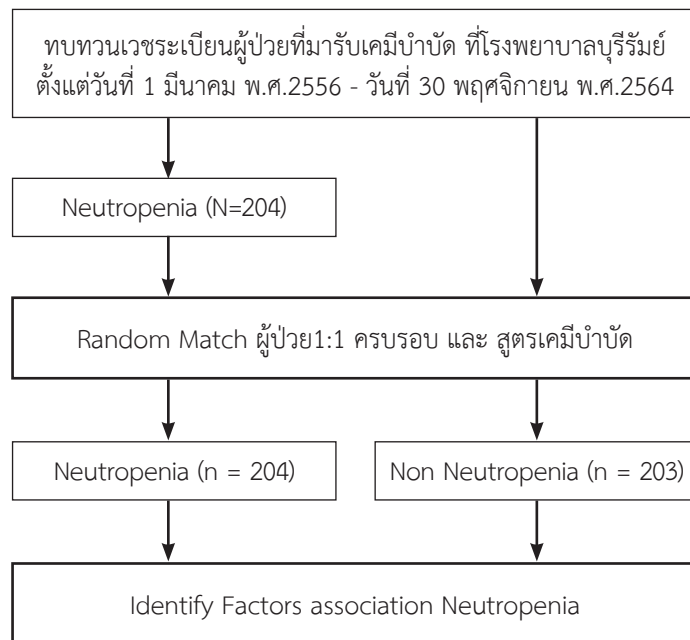 ทบทวนเวชระเบียนผู้ป่วยที่มารับเคมีบำบัด ที่โรงพยาบาลบุรีรัมย์
ตั้งแต่วันที่ 1 มีนาคม พ.ศ.2556 - วันที่ 30 พฤศจิกายน พ.ศ.2564
Neutropenia (N=204)
Random Match ผู้ป่วย1:1 ครบรอบ และ สูตรเคมีบำบัด
Neutropenia (n = 204)
Non Neutropenia (n = 203)
Identify Factors association Neutropenia